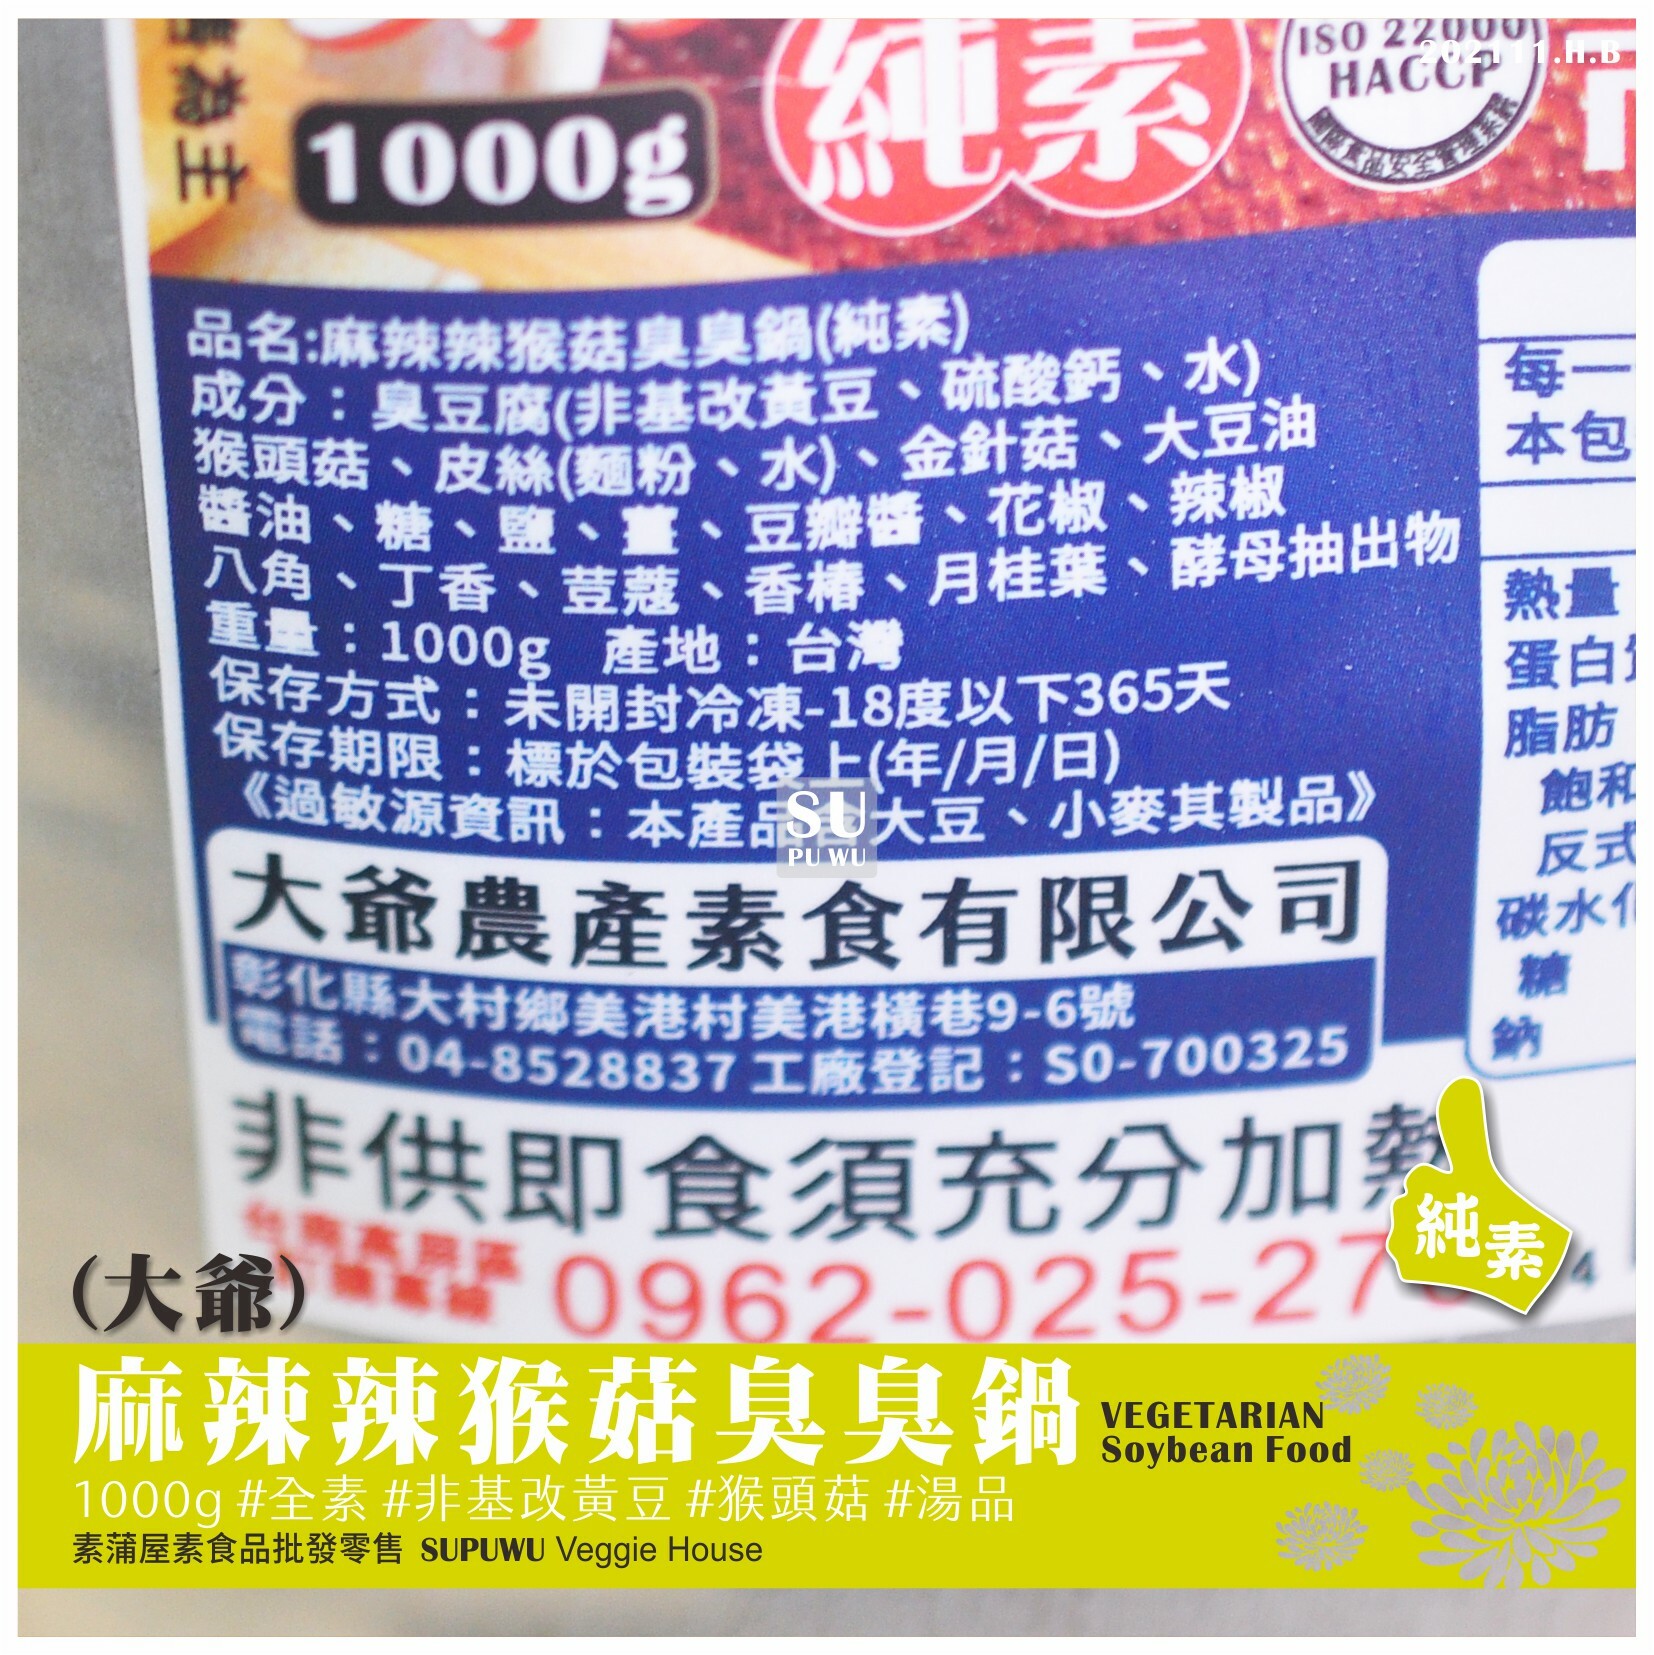 為主
1000g
純素
ISO 22000
HACCP
202111.H.B
品名:麻辣辣猴菇臭臭鍋(純素)
成分：臭豆腐(非基改黃豆、硫酸鈣、水)
猴頭菇、皮絲(麵粉、水)、金針菇、大豆油
醬油、糖、鹽、薑、豆瓣醬、花椒、辣椒
八角、丁香、荳蔻、香椿、月桂葉、酵母抽出物
重量：1000g 產地：台灣
保存方式：未開封冷凍-18度以下365天
保存期限：標於包裝袋上(年/月/日)
《過敏源資訊：本產品 大豆、小麥其製品》
SU
PU WU
大爺農產素食有限公司
彰化縣大村鄉美港村美港橫巷9-6號
電話：04-8528837 工廠登記：S0-700325
非供即食須充分加熱
0962-025-27
每一
本包
熱量
蛋白質
脂肪
飽和
反式
碳水化
糖
鈉
純素
(大爺)
麻辣辣猴菇臭臭鍋
VEGETARIAN
Soybean Food
1000g #全素 #非基改黃豆 #猴頭菇 #湯品
素蒲屋素食品批發零售 SUPUWU Veggie House